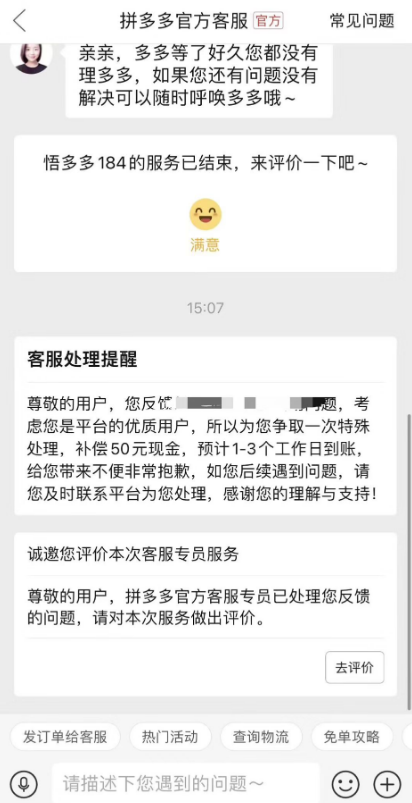 拼多多官方客服 官方 常见问题
亲亲，多多等了好久您都没有
理多多，如果您还有问题没有
解决可以随时呼唤多多哦～
悟多多184的服务已结束，来评价一下吧～
满意
15:07
客服处理提醒
尊敬的用户，您反馈 问题，考
虑您是平台的优质用户，所以为您争取一次特殊
处理，补偿50元现金，预计1-3个工作日到账，
给您带来不便非常抱歉，如您后续遇到问题，请
您及时联系平台为您处理，感谢您的理解与支持！
诚邀您评价本次客服专员服务
尊敬的用户，拼多多官方客服专员已处理您反馈
的问题，请对本次服务做出评价。
去评价
发订单给客服 热门活动 查询物流 免单攻略
请描述下您遇到的问题～